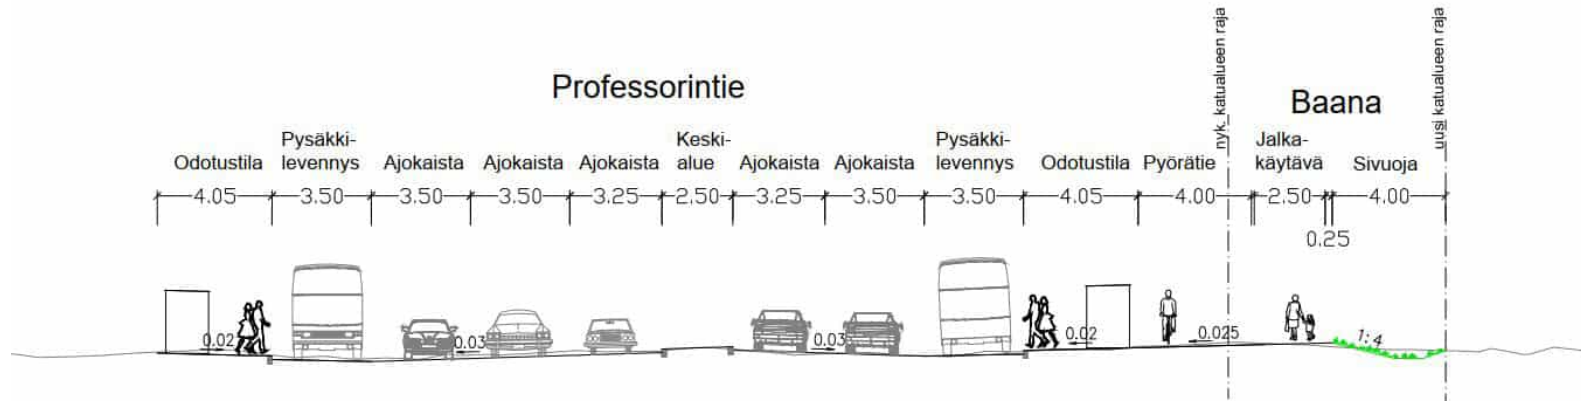 Professorintie
Baana
nyk. katualueen raja
uusi katualueen raja
Odotustila
Pysäkki-
levennys
Ajokaista
Ajokaista
Ajokaista
Keski-
alue
Ajokaista
Ajokaista
Pysäkki-
levennys
Odotustila
Pyörätie
Jalka-
käytävä
Sivuoja
4.05 3.50 3.50 3.50 3.25 2.50 3.25 3.50 3.50 4.05 4.00 2.50 4.00
0.25
0.02 0.03 0.03 0.02 0.025 1:4